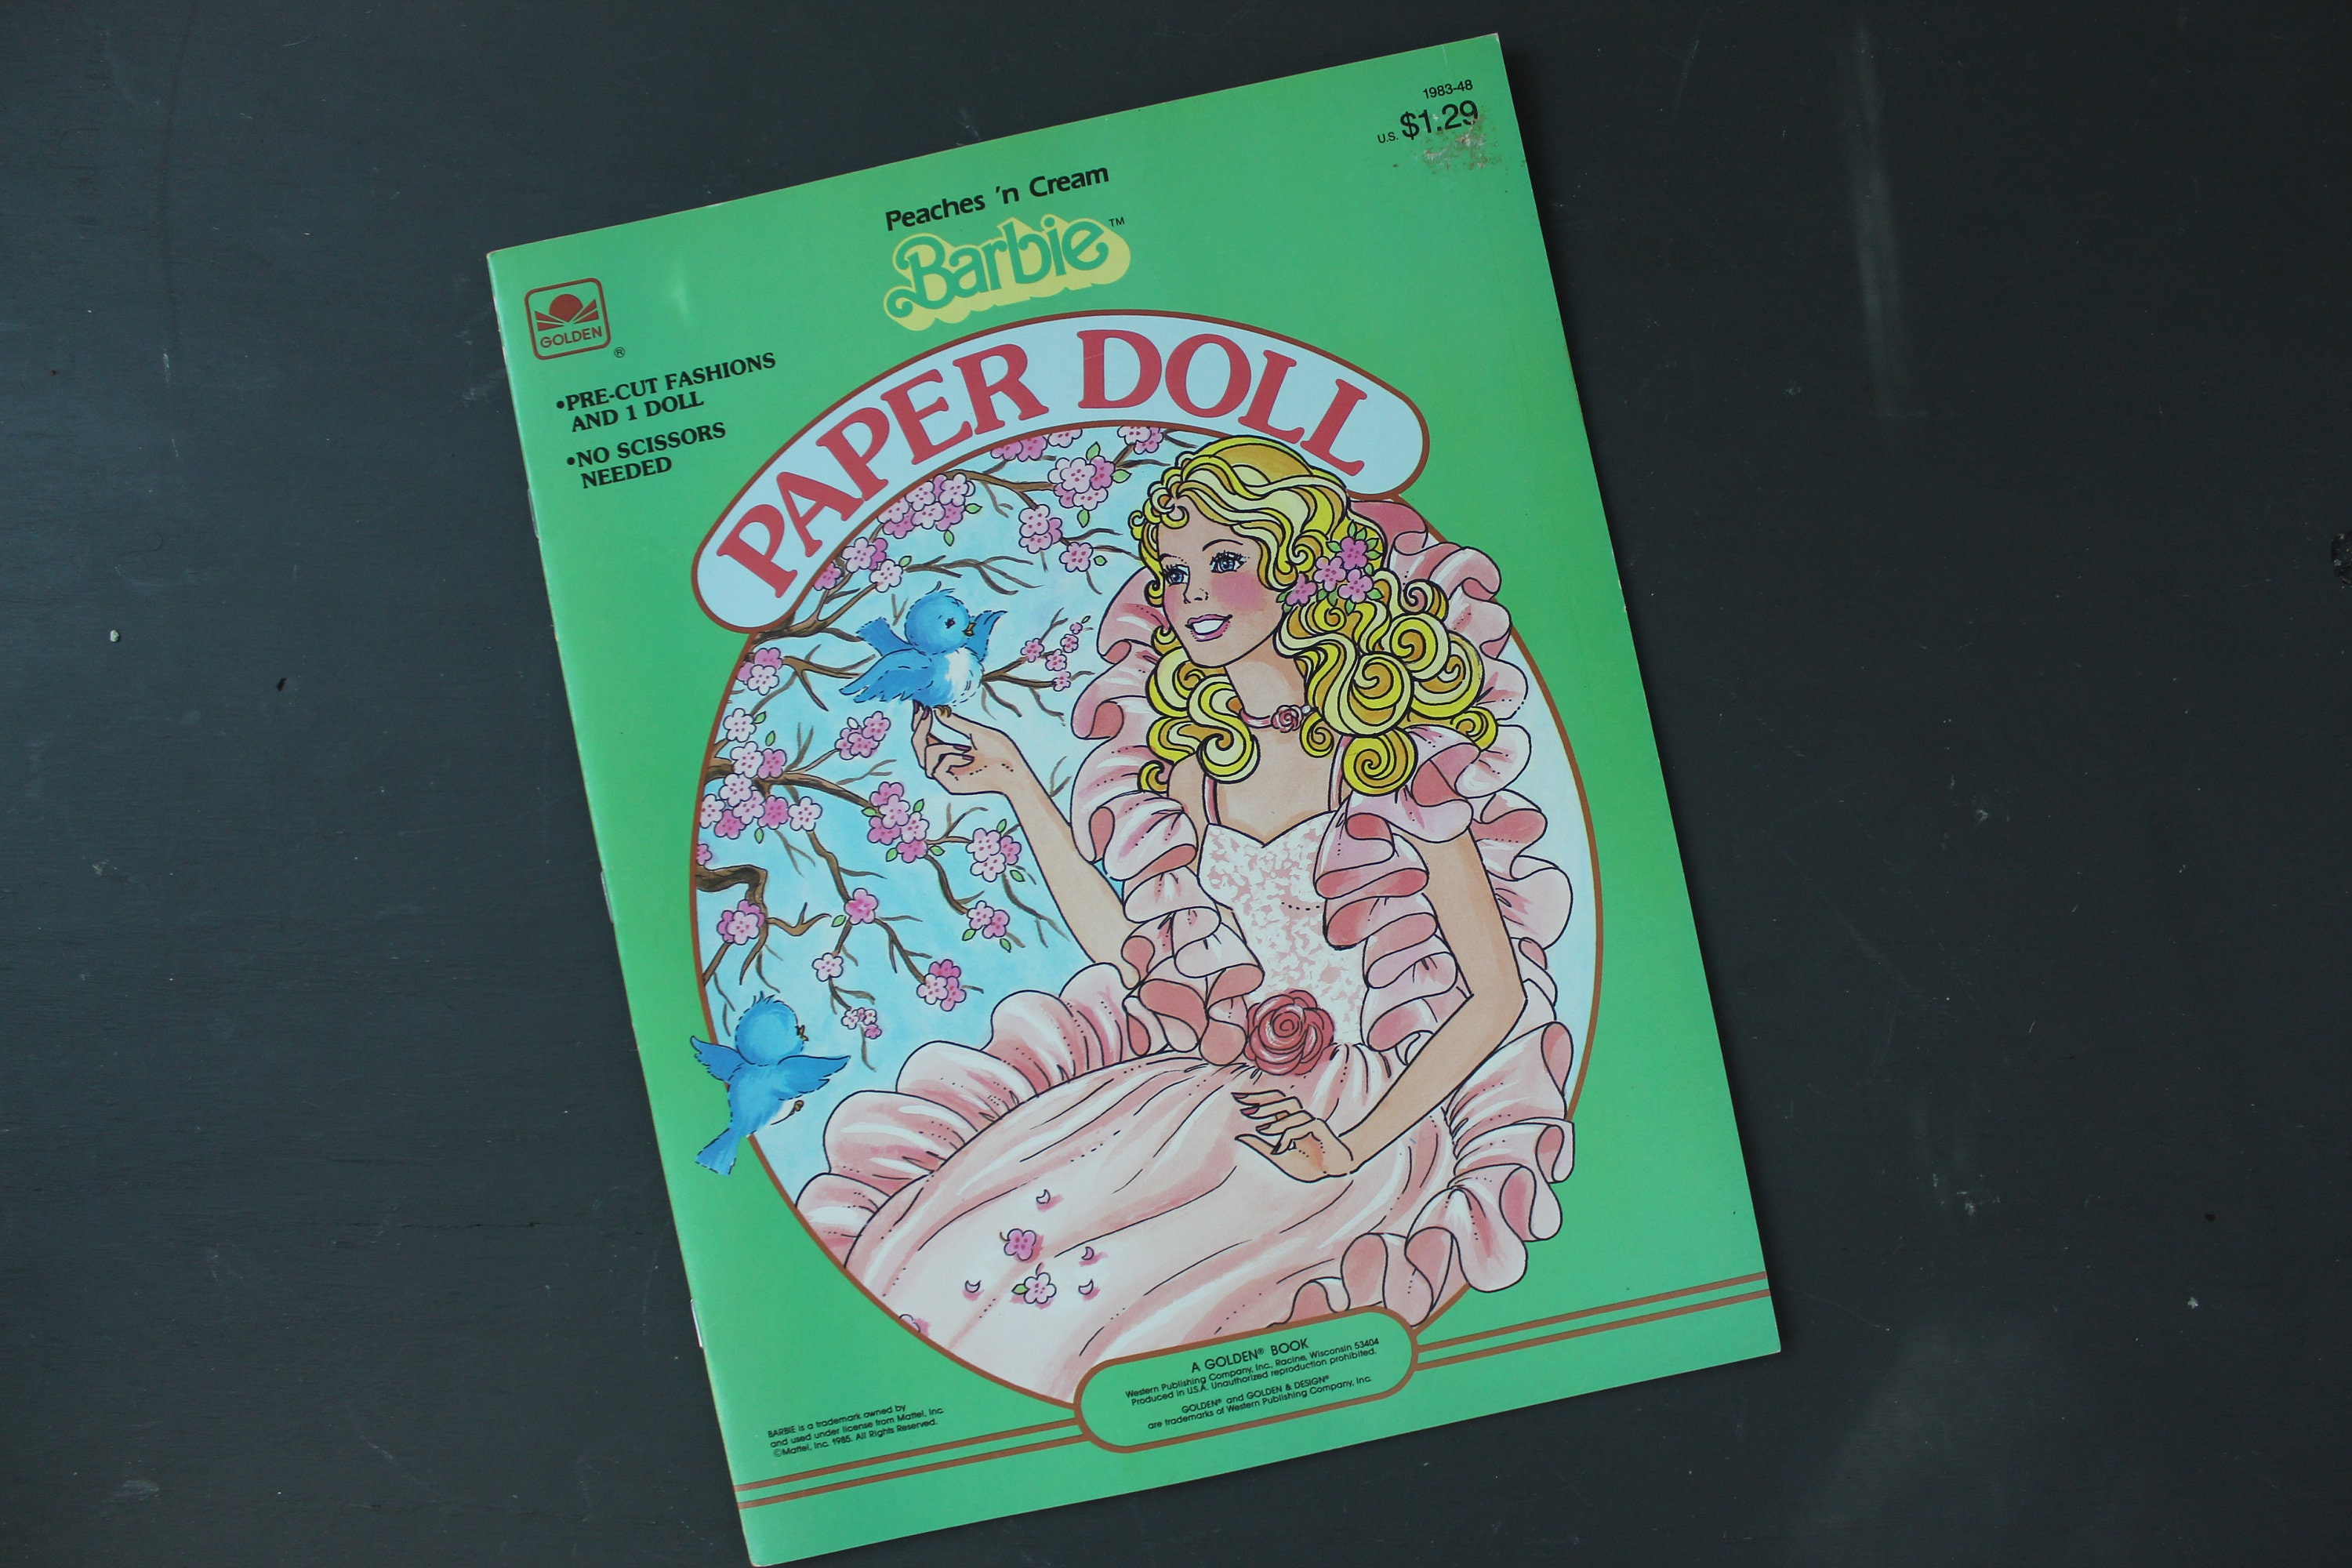 1983-48
U.S. $1.29
Peaches 'n Cream
Barbie™
GOLDEN®
•PRE-CUT FASHIONS
AND 1 DOLL
•NO SCISSORS
NEEDED
PAPER DOLL
A GOLDEN® BOOK
Western Publishing Company, Inc., Racine, Wisconsin 53404
Produced in U.S.A. Unauthorized reproduction prohibited.
GOLDEN® and GOLDEN & DESIGN®
are trademarks of Western Publishing Company, Inc.
BARBIE is a trademark owned by
and used under license from Mattel, Inc.
©Mattel, Inc. 1985. All Rights Reserved.